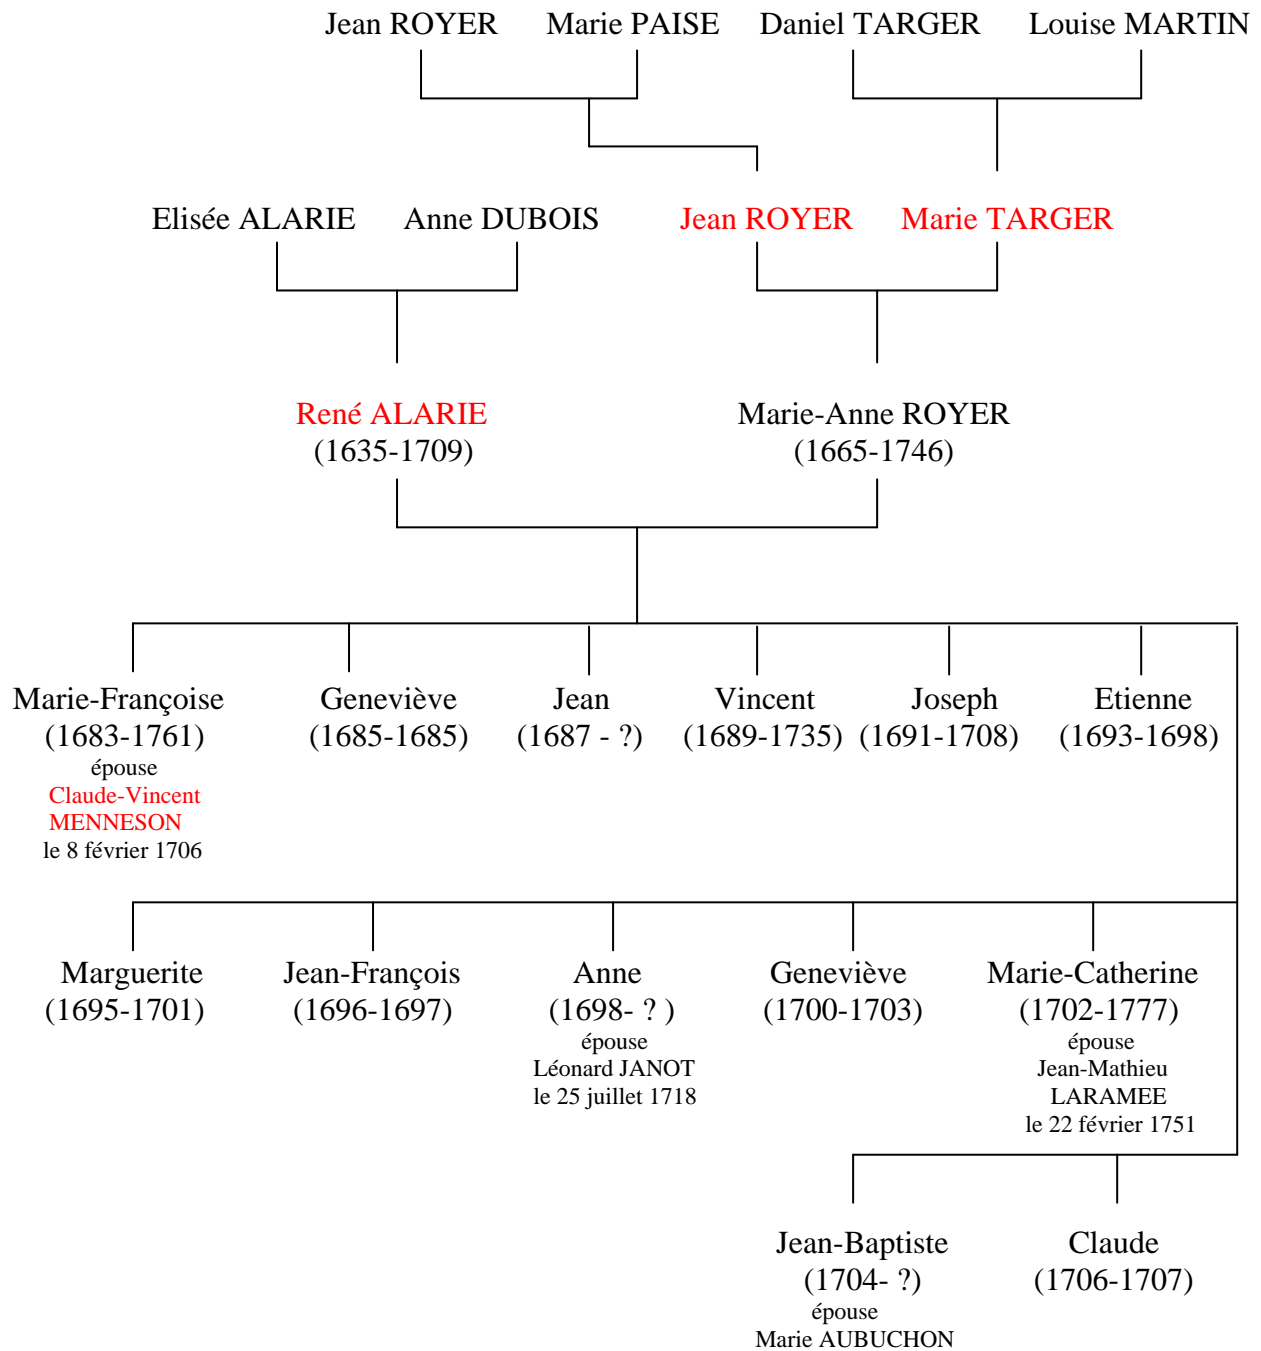 Jean ROYER Marie PAISE Daniel TARGER Louise MARTIN
Elisée ALARIE Anne DUBOIS Jean ROYER Marie TARGER
René ALARIE
(1635-1709)
Marie-Anne ROYER
(1665-1746)
Marie-Françoise
(1683-1761)
épouse
Claude-Vincent
MENNESON
le 8 février 1706
Geneviève
(1685-1685)
Jean
(1687 - ?)
Vincent
(1689-1735)
Joseph
(1691-1708)
Etienne
(1693-1698)
Marguerite
(1695-1701)
Jean-François
(1696-1697)
Anne
(1698- ? )
épouse
Léonard JANOT
le 25 juillet 1718
Geneviève
(1700-1703)
Marie-Catherine
(1702-1777)
épouse
Jean-Mathieu
LARAMEE
le 22 février 1751
Jean-Baptiste
(1704- ?)
épouse
Marie AUBUCHON
Claude
(1706-1707)